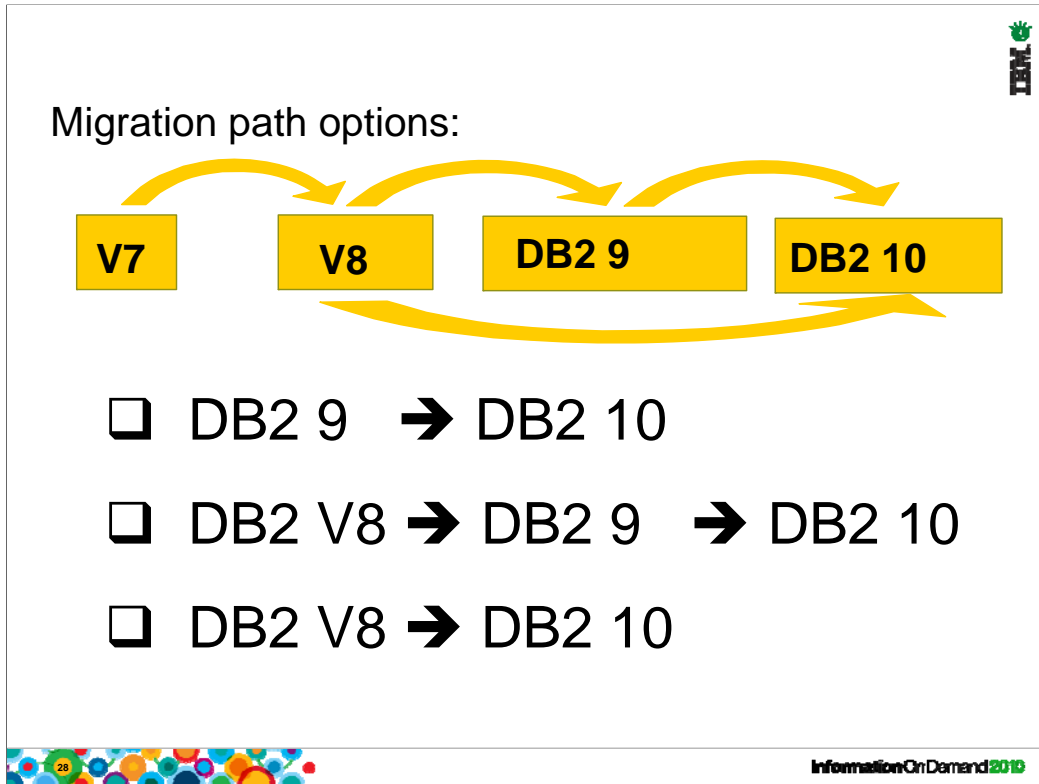 IBM.
Migration path options:
V7 V8 DB2 9 DB2 10
❑ DB2 9 ➔ DB2 10
❑ DB2 V8 ➔ DB2 9 ➔ DB2 10
❑ DB2 V8 ➔ DB2 10
28 Information On Demand 2010